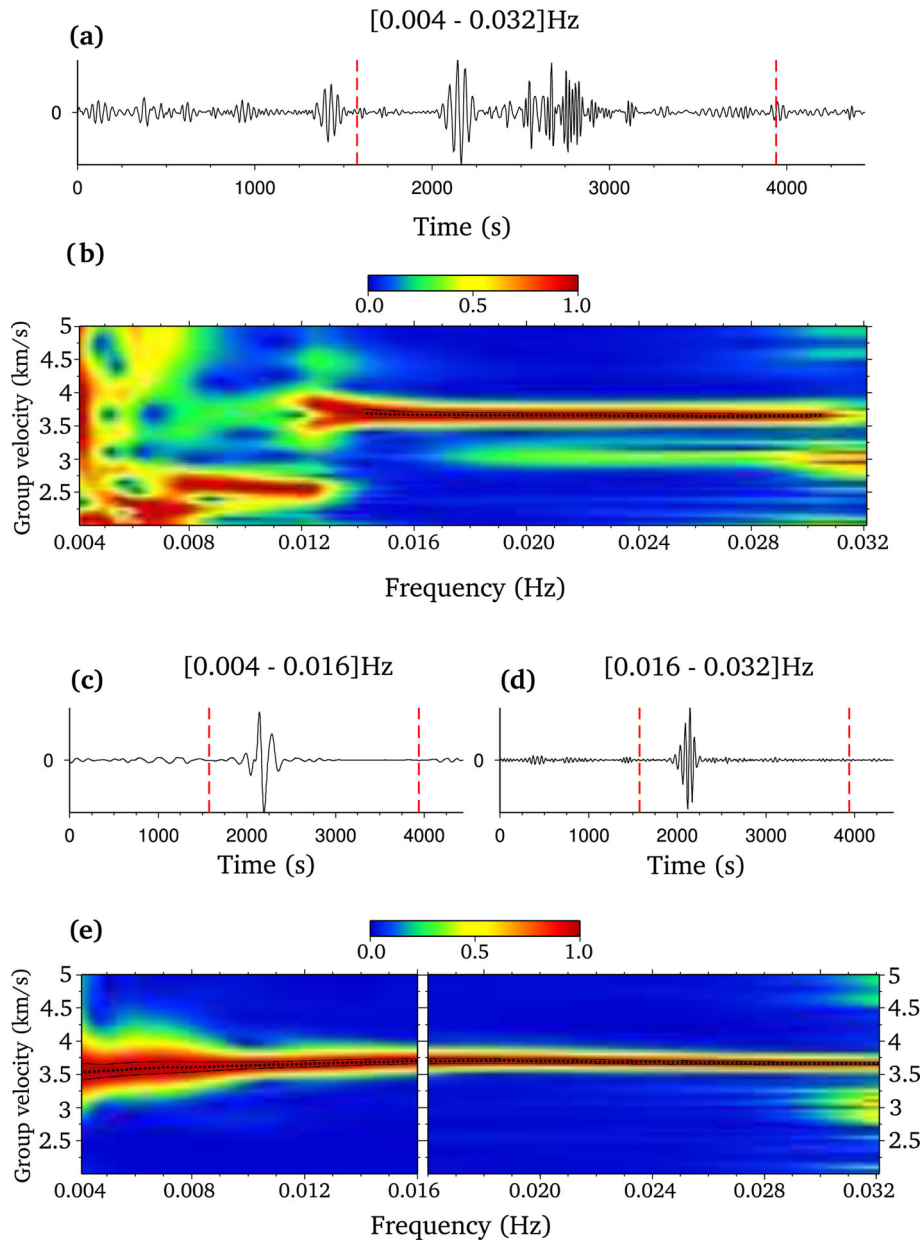 [0.004 - 0.032]Hz
(a)
0
0 1000 2000 3000 4000
Time (s)
(b)
0.0 0.5 1.0
Group velocity (km/s)
5
4.5
4
3.5
3
2.5
0.004 0.008 0.012 0.016 0.020 0.024 0.028 0.032
Frequency (Hz)
[0.004 - 0.016]Hz
[0.016 - 0.032]Hz
(c)
(d)
0
0
0 1000 2000 3000 4000
0 1000 2000 3000 4000
Time (s)
Time (s)
(e)
0.0 0.5 1.0
Group velocity (km/s)
5 5
4.5 4.5
4 4
3.5 3.5
3 3
2.5 2.5
0.004 0.008 0.012 0.016 0.020 0.024 0.028 0.032
Frequency (Hz)